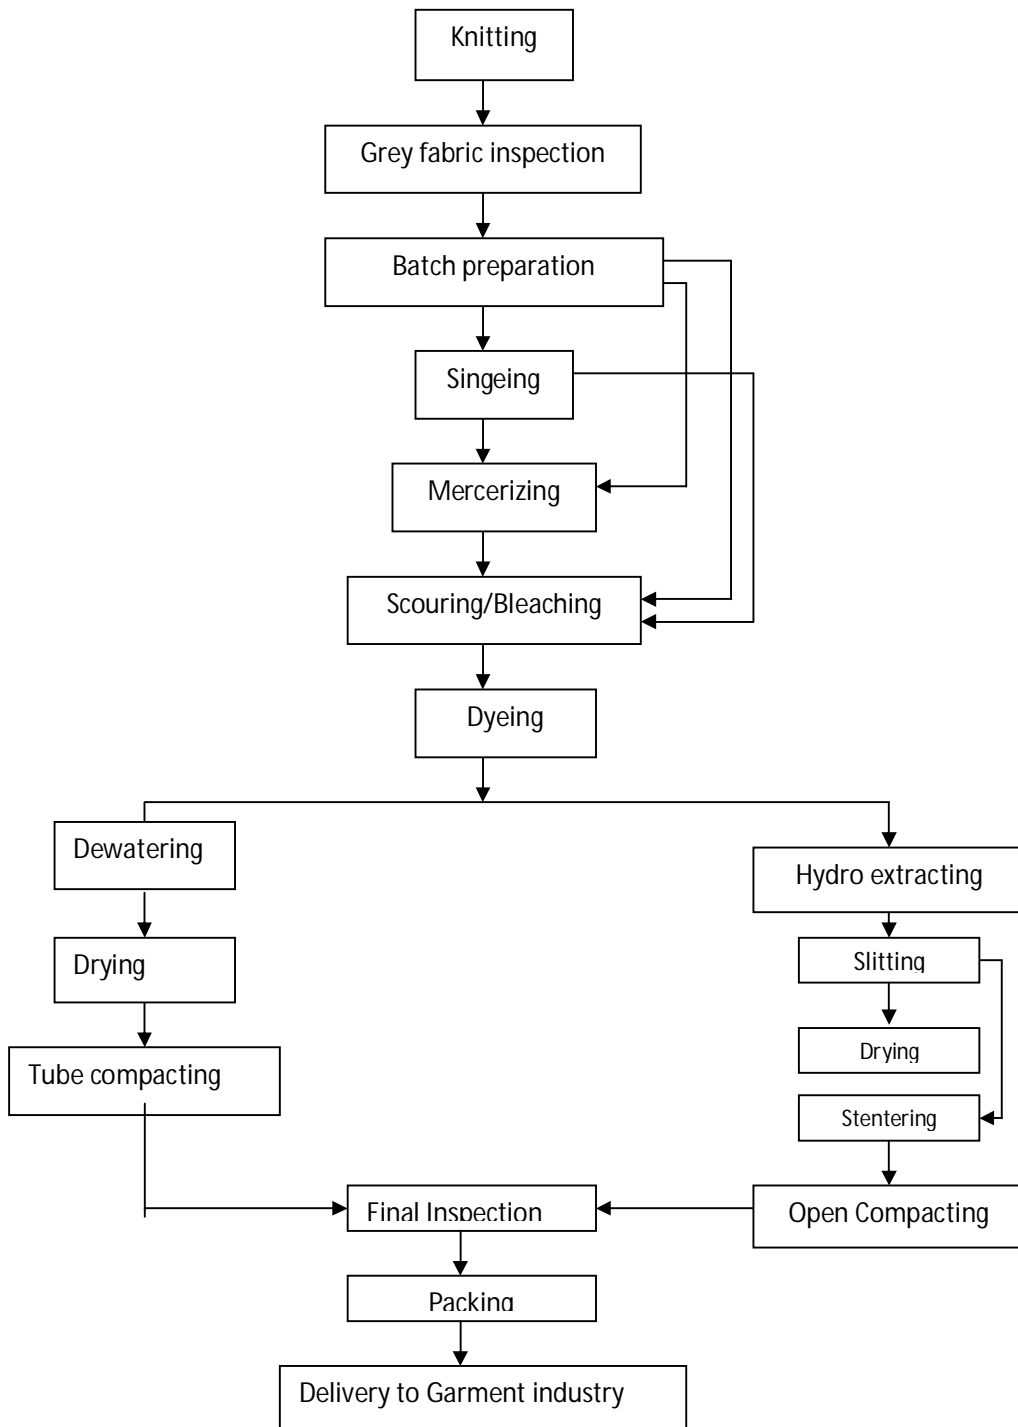 Knitting
Grey fabric inspection
Batch preparation
Singeing
Mercerizing
Scouring/Bleaching
Dyeing
Dewatering
Drying
Tube compacting
Hydro extracting
Slitting
Drying
Stentering
Open Compacting
Final Inspection
Packing
Delivery to Garment industry